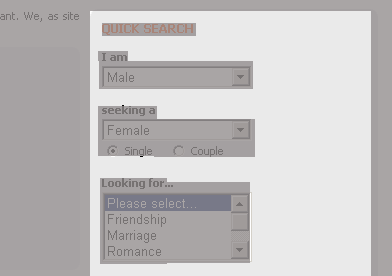 ant. We, as site
QUICK SEARCH
I am
Male
seeking a
Female
Single Couple
Looking for...
Please select...
Friendship
Marriage
Romance